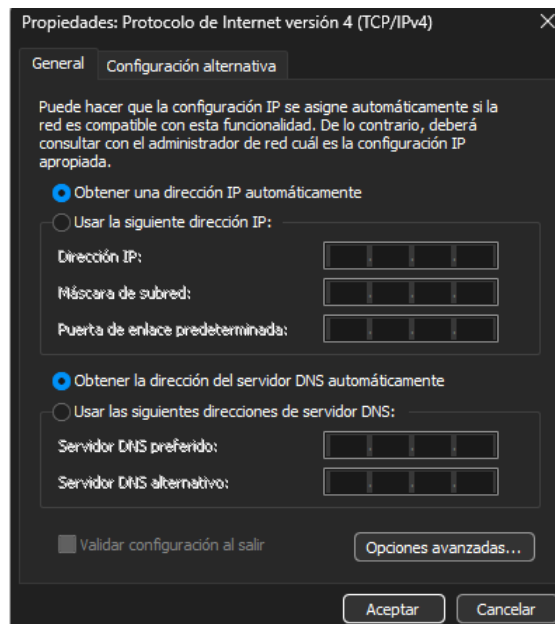 Propiedades: Protocolo de Internet versión 4 (TCP/IPv4)
General
Configuración alternativa
Puede hacer que la configuración IP se asigne automáticamente si la
red es compatible con esta funcionalidad. De lo contrario, deberá
consultar con el administrador de red cuál es la configuración IP
apropiada.
Obtener una dirección IP automáticamente
Usar la siguiente dirección IP:
Dirección IP:
Máscara de subred:
Puerta de enlace predeterminada:
Obtener la dirección del servidor DNS automáticamente
Usar las siguientes direcciones de servidor DNS:
Servidor DNS preferido:
Servidor DNS alternativo:
Validar configuración al salir
Opciones avanzadas...
Aceptar
Cancelar